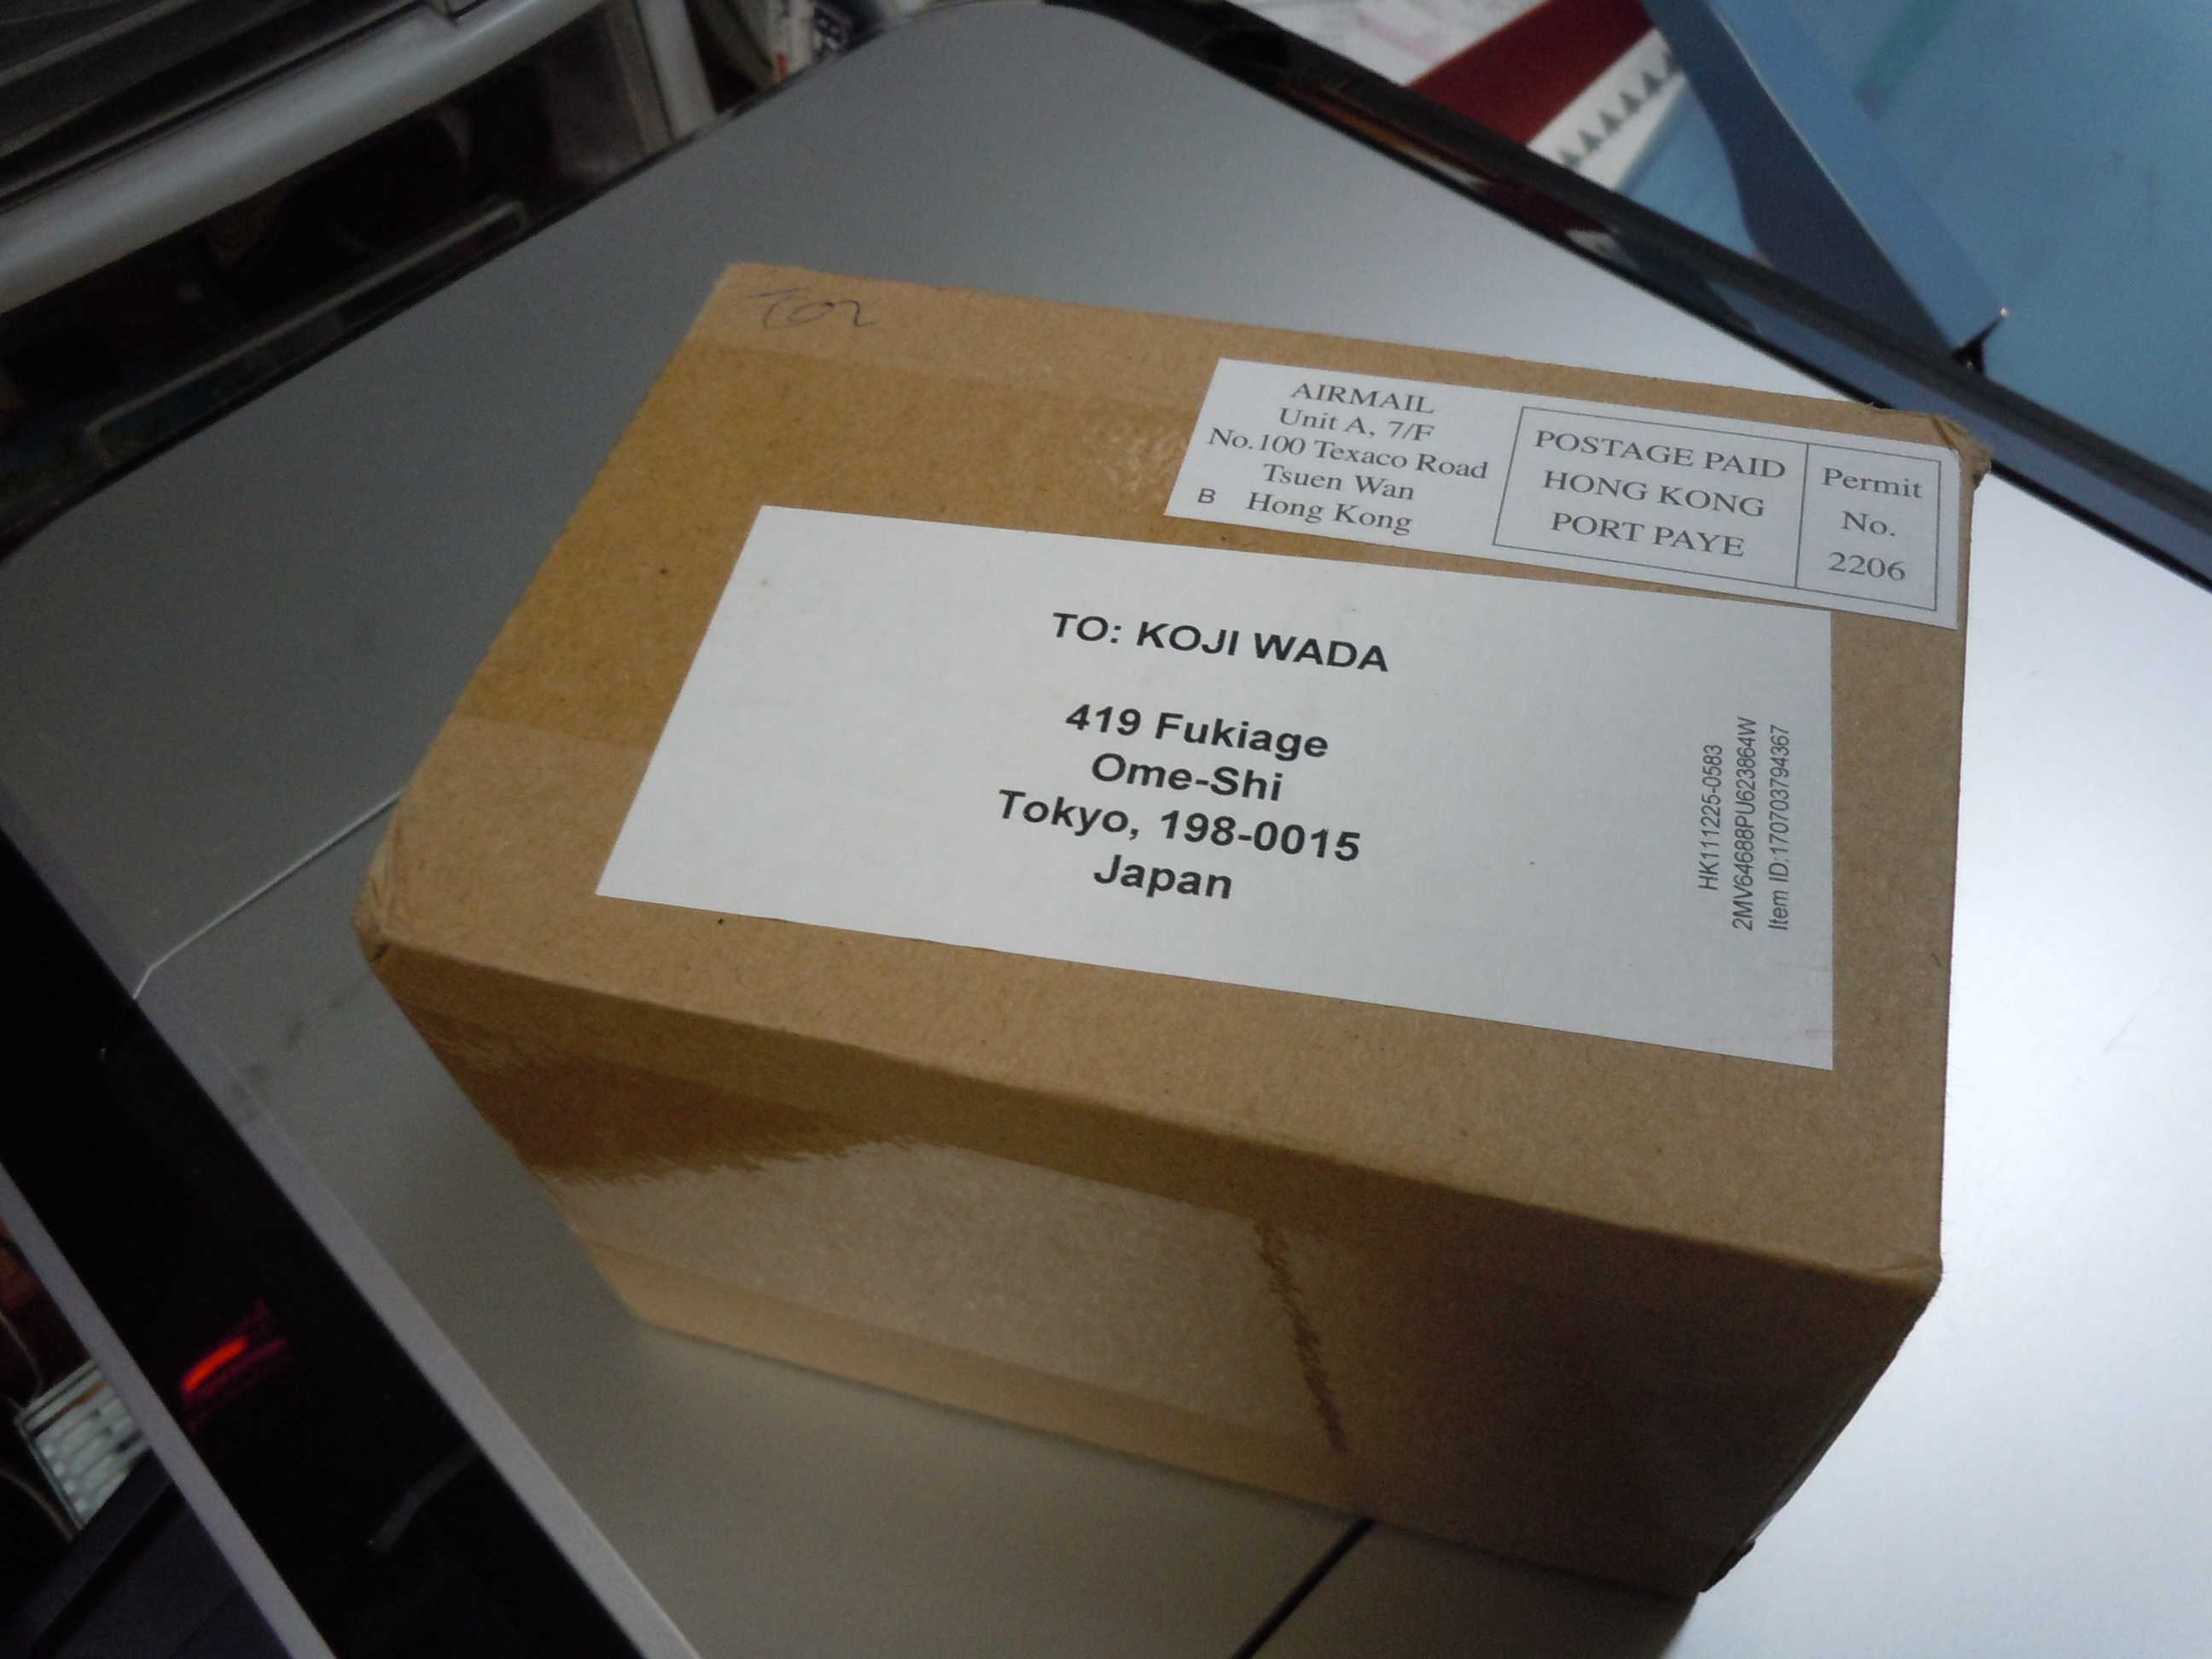 AIRMAIL
Unit A, 7/F
No.100 Texaco Road
Tsuen Wan
B Hong Kong
POSTAGE PAID
HONG KONG
PORT PAYE
Permit
No.
2206
TO: KOJI WADA
419 Fukiage
Ome-Shi
Tokyo, 198-0015
Japan
HK111225-0583
2MV64688PU623864W
Item ID:170703794367